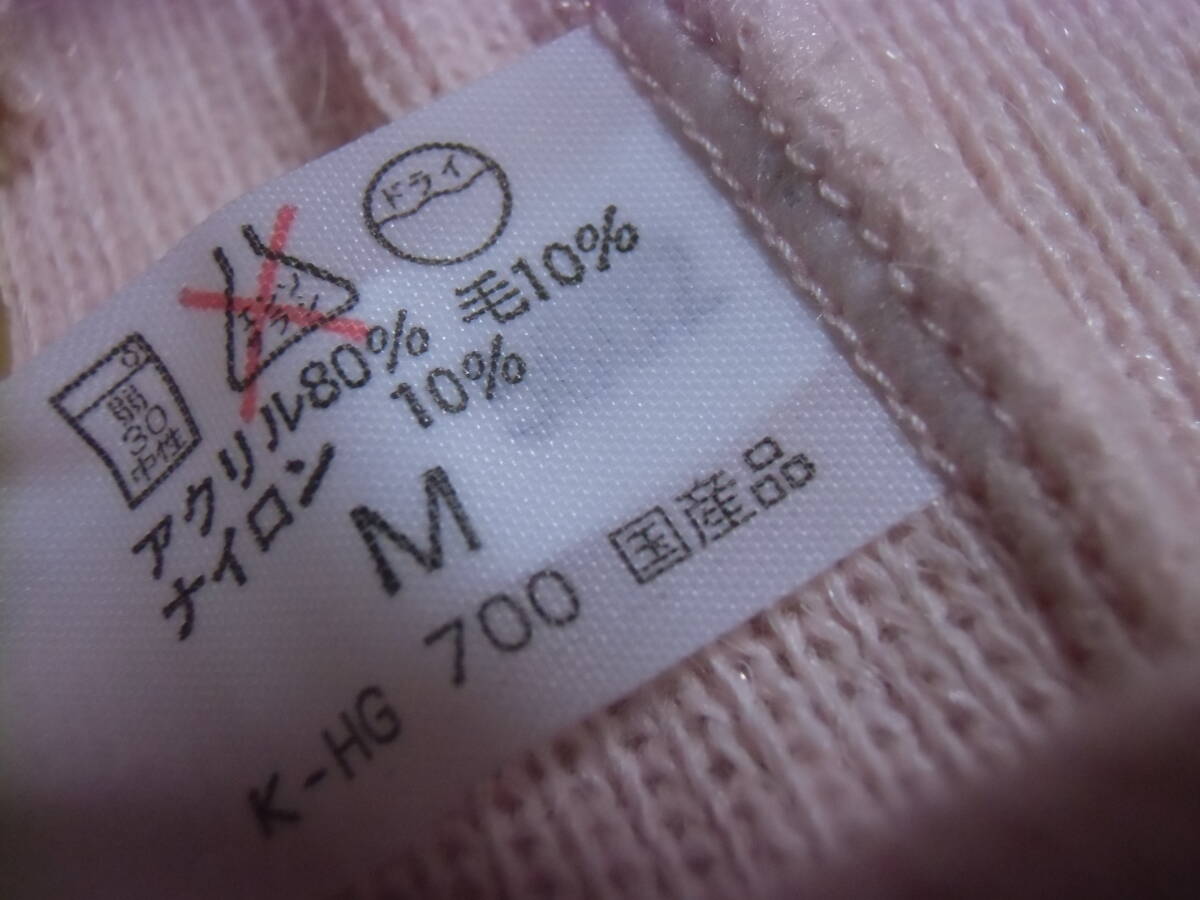 弱
30
中性
ドライ
アクリル80% 毛10%
ナイロン 10%
M
700 国産品
K-HG